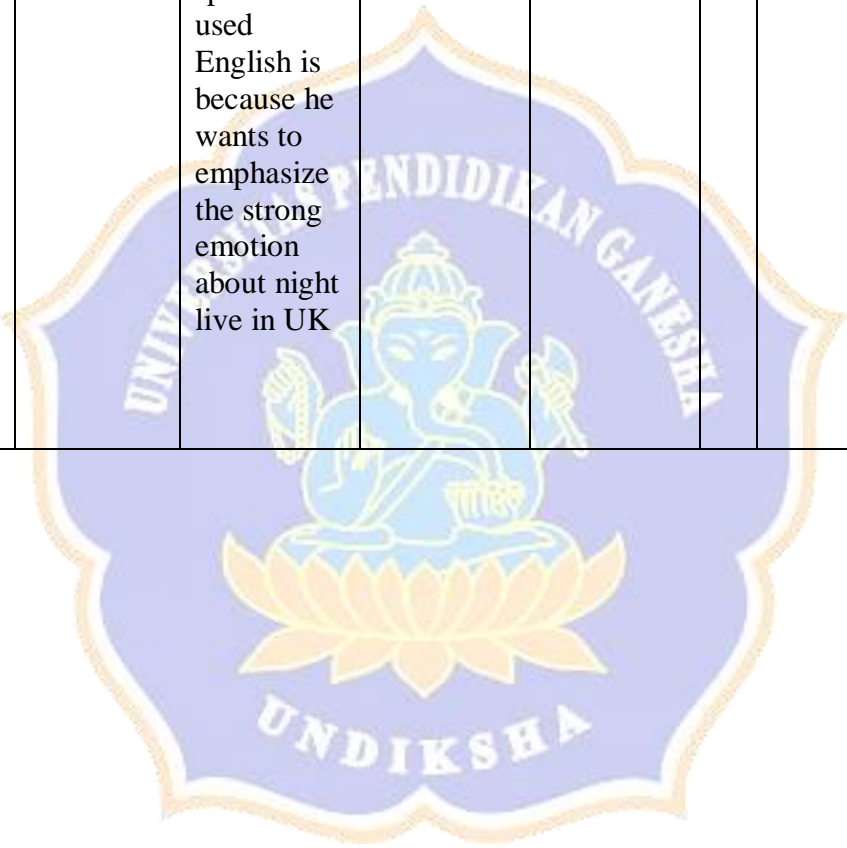 used
English is
because he
wants to
emphasize
the strong
emotion
about night
live in UK
UNIVERSITAS PENDIDIKAN GANESHA
UNDIKSHA